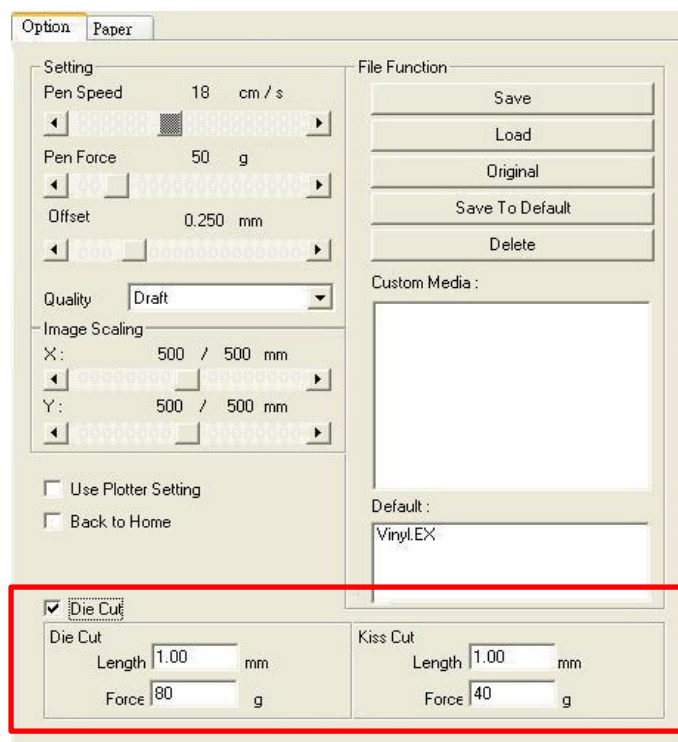 Option Paper
Setting
Pen Speed 18 cm / s
Pen Force 50 g
Offset 0.250 mm
Quality Draft
Image Scaling
X : 500 / 500 mm
Y : 500 / 500 mm
Use Plotter Setting
Back to Home
File Function
Save
Load
Original
Save To Default
Delete
Custom Media :
Default :
Vinyl.EX
Die Cut
Die Cut
Length 1.00 mm
Force 80 g
Kiss Cut
Length 1.00 mm
Force 40 g